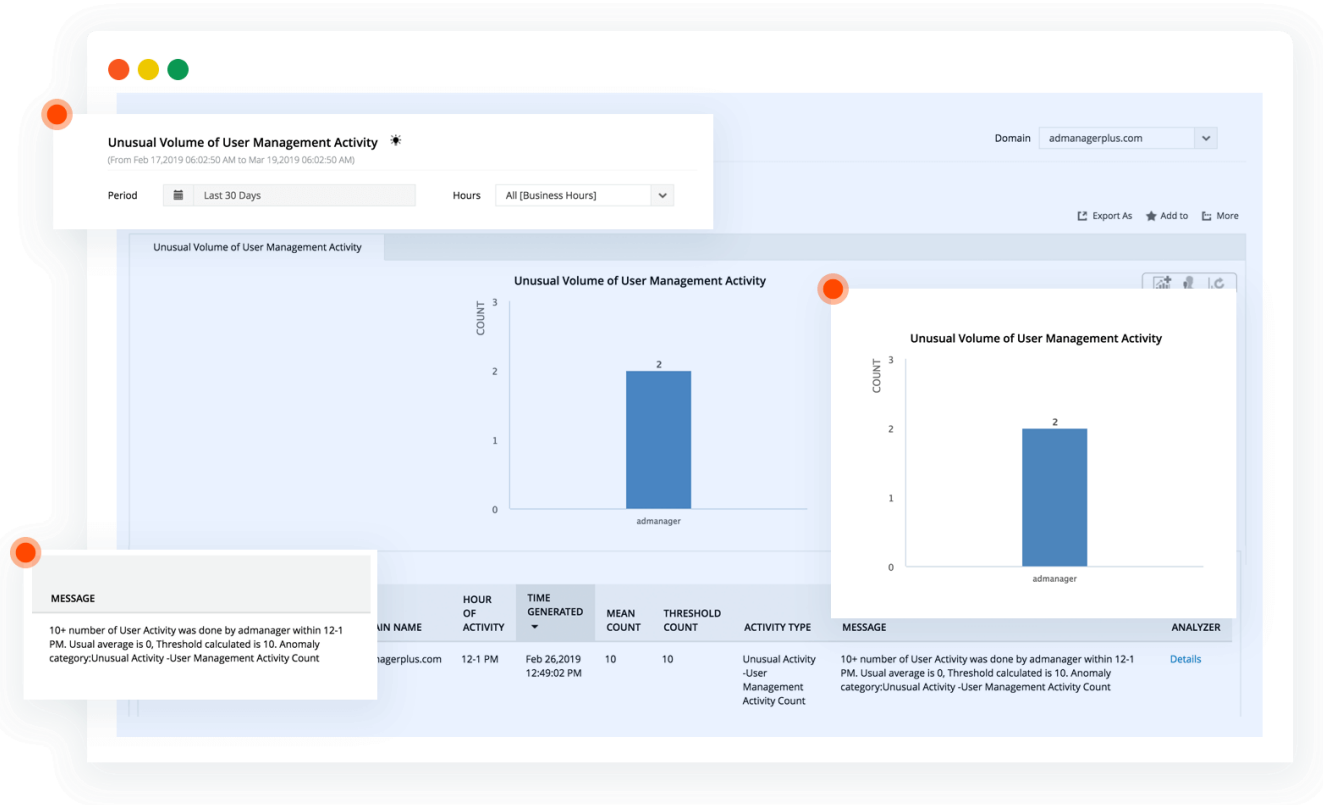 Unusual Volume of User Management Activity
(From Feb 17,2019 06:02:50 AM to Mar 19,2019 06:02:50 AM)
Period
Last 30 Days
Hours
All [Business Hours]
Domain
admanagerplus.com
Export As
Add to
More
Unusual Volume of User Management Activity
Unusual Volume of User Management Activity
COUNT
3
2
1
0
2
admanager
Unusual Volume of User Management Activity
COUNT
3
2
1
0
2
admanager
MESSAGE
10+ number of User Activity was done by admanager within 12-1
PM. Usual average is 0, Threshold calculated is 10. Anomaly
category:Unusual Activity -User Management Activity Count
AIN NAME
HOUR
OF
ACTIVITY
TIME
GENERATED
MEAN
COUNT
THRESHOLD
COUNT
ACTIVITY TYPE
MESSAGE
ANALYZER
nagerplus.com
12-1 PM
Feb 26,2019
12:49:02 PM
10
10
Unusual Activity
-User
Management
Activity Count
10+ number of User Activity was done by admanager within 12-1
PM. Usual average is 0, Threshold calculated is 10. Anomaly
category:Unusual Activity -User Management Activity Count
Details